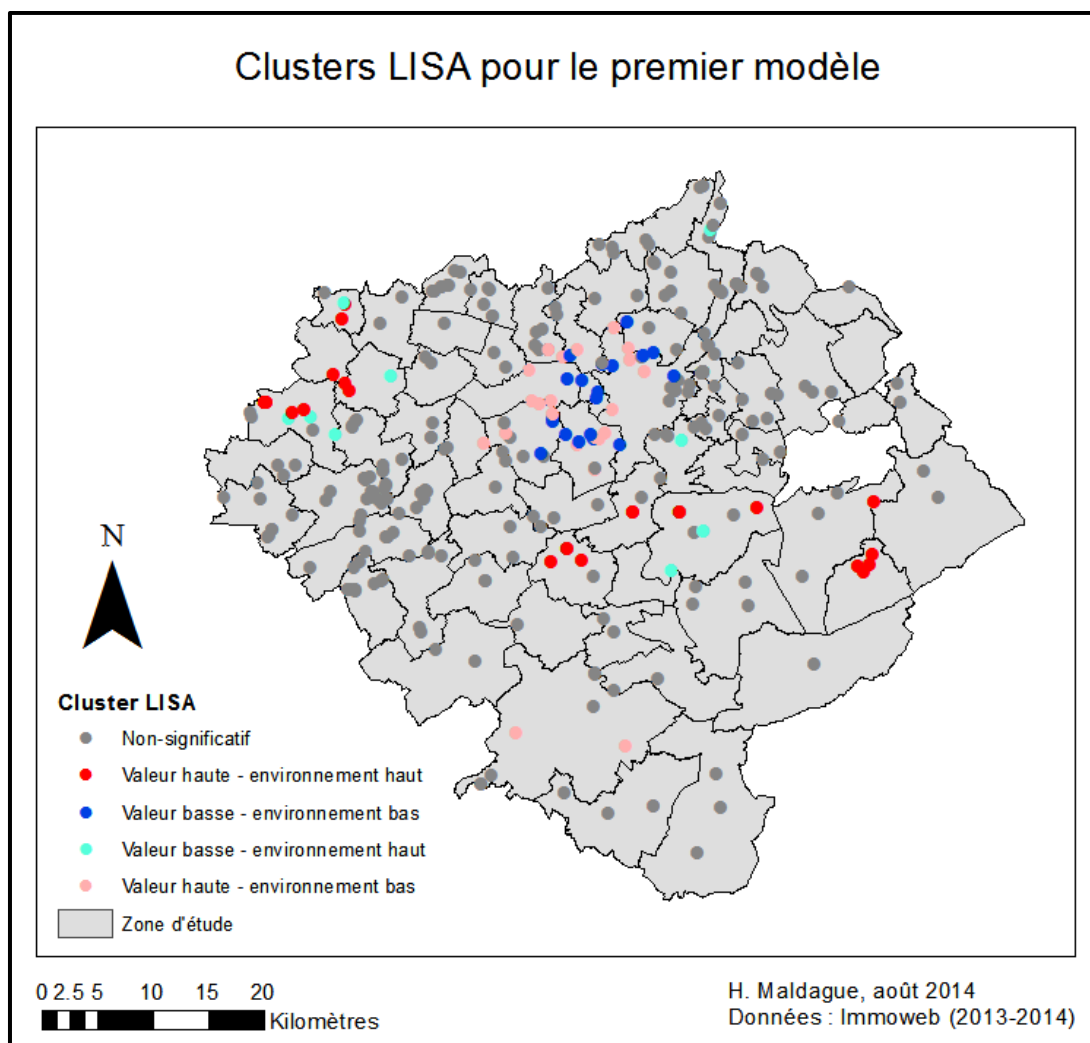 Clusters LISA pour le premier modèle
N
Cluster LISA
Non-significatif
Valeur haute - environnement haut
Valeur basse - environnement bas
Valeur basse - environnement haut
Valeur haute - environnement bas
Zone d'étude
0 2.5 5 10 15 20
Kilomètres
H. Maldague, août 2014
Données : Immoweb (2013-2014)